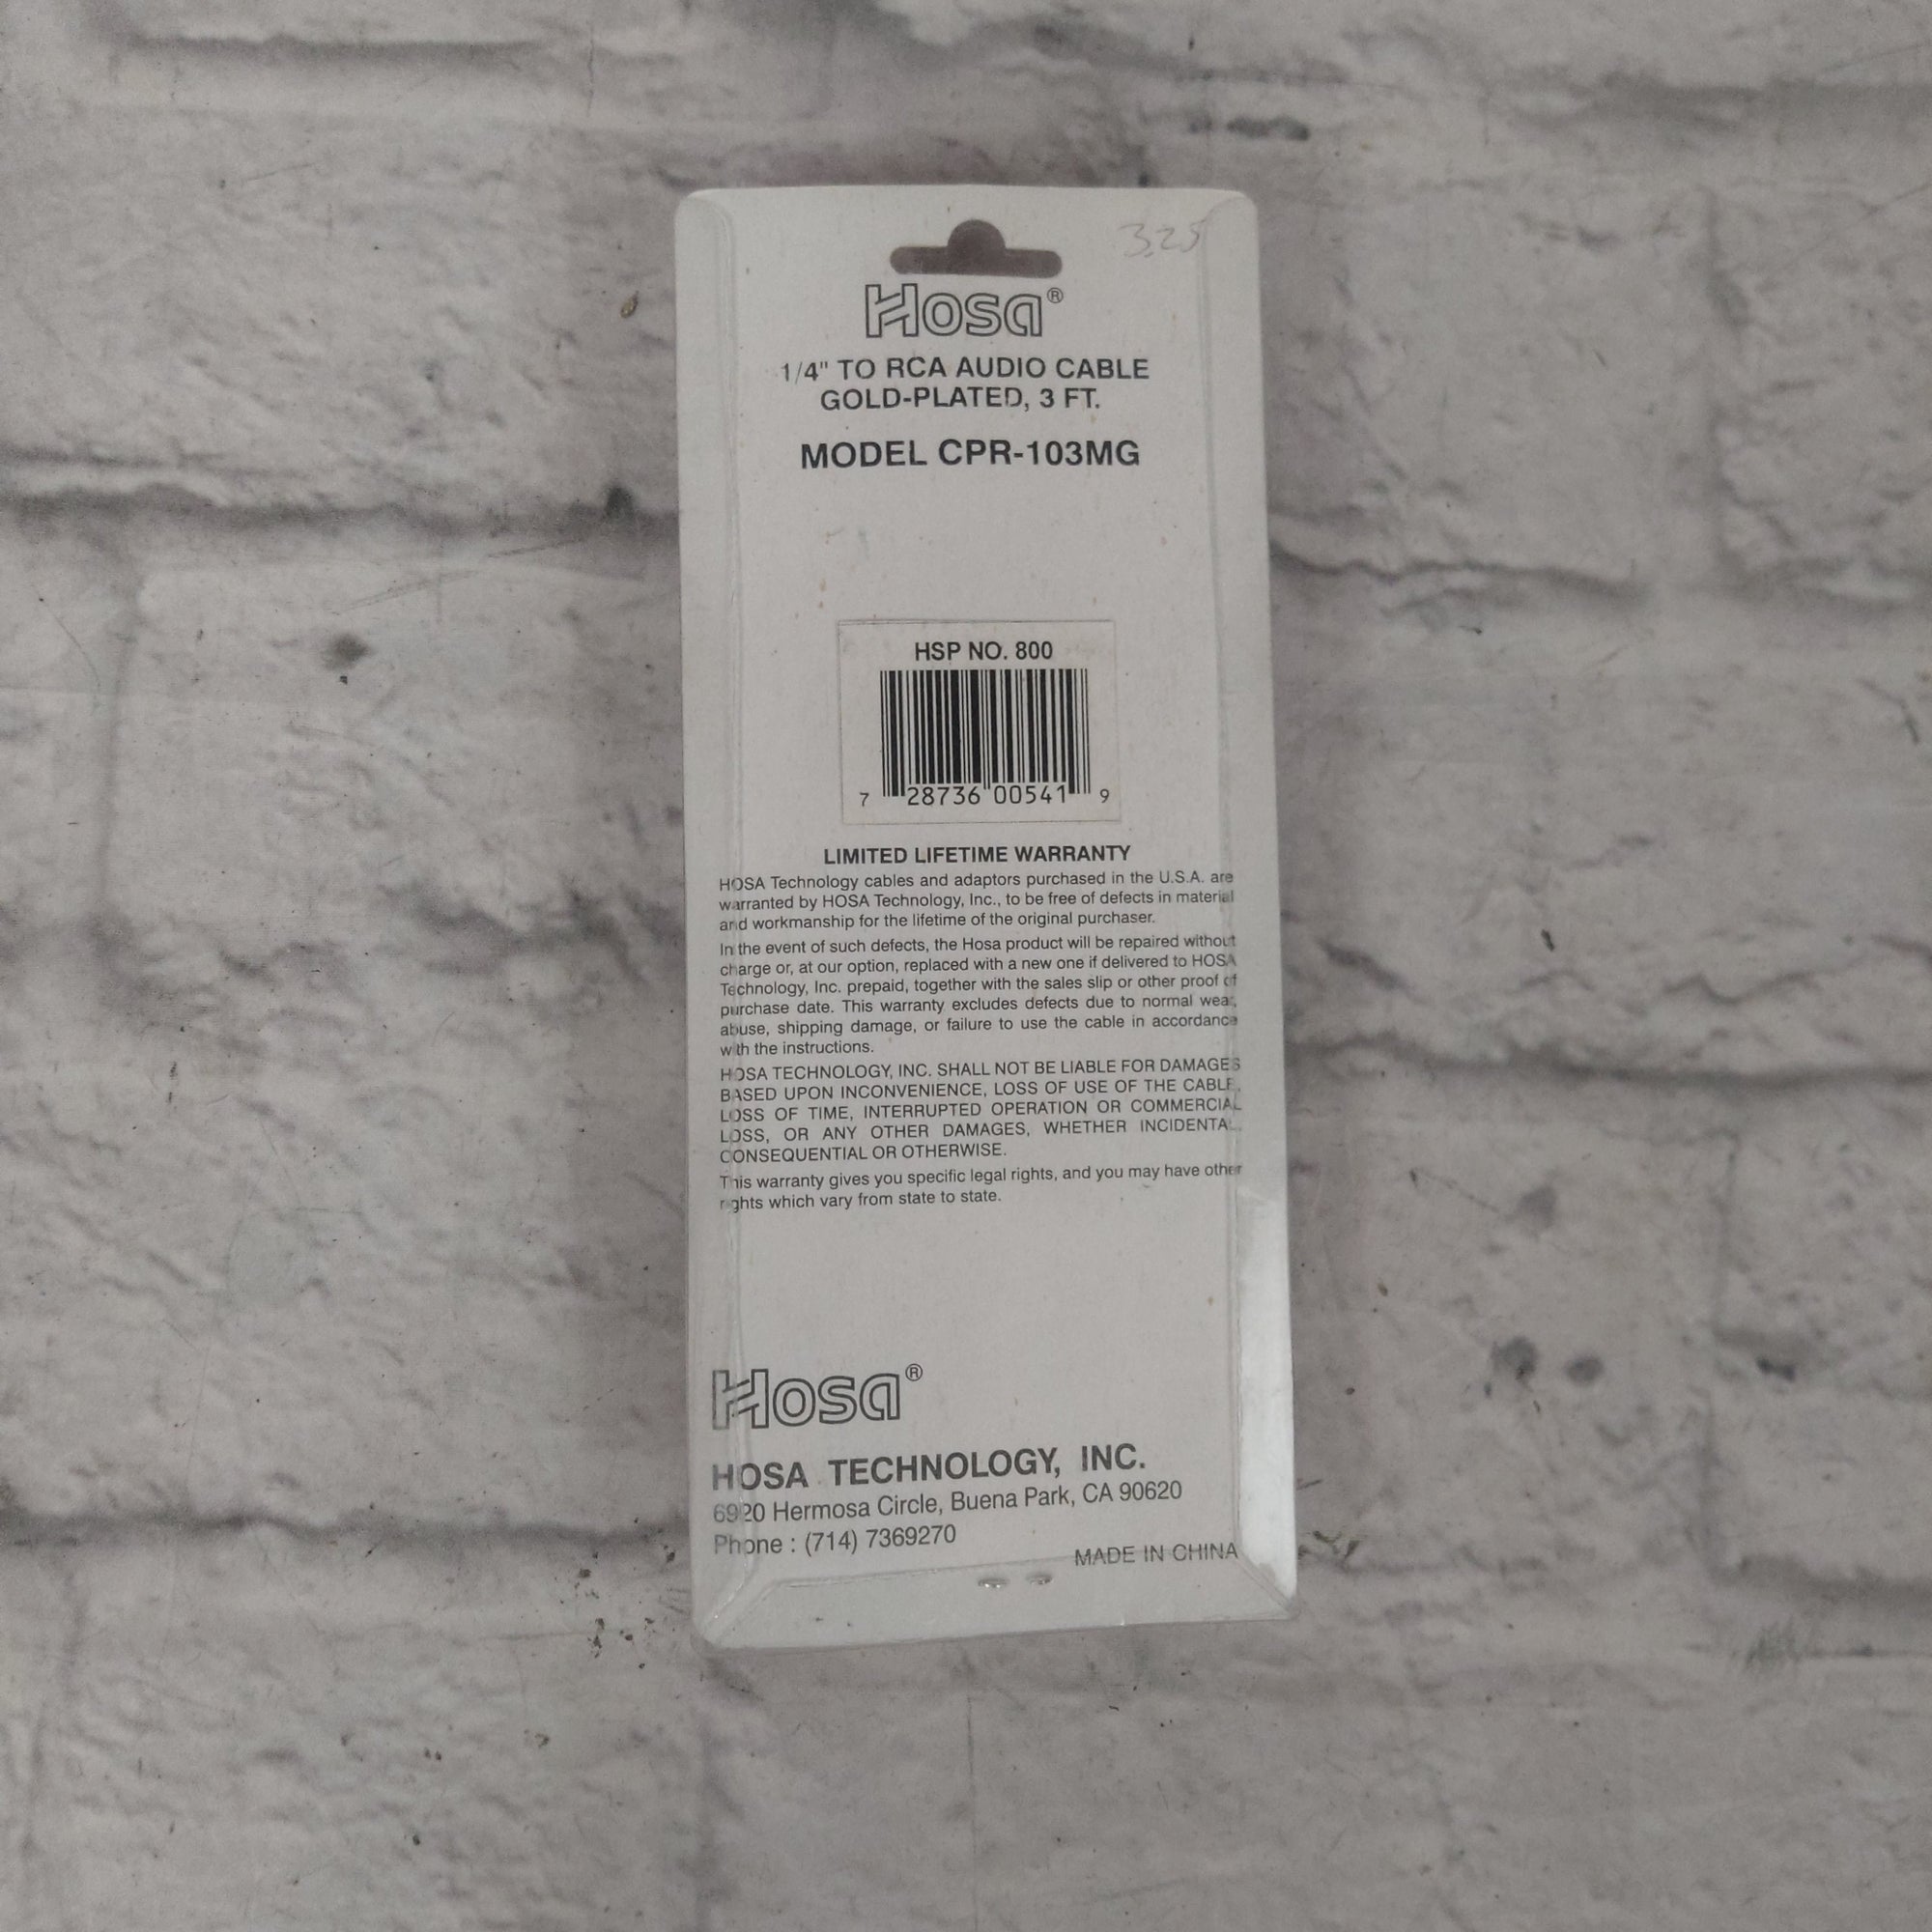 3.25
Hosa®
1/4" TO RCA AUDIO CABLE
GOLD-PLATED, 3 FT.
MODEL CPR-103MG
HSP NO. 800
7 28736 00541 9
LIMITED LIFETIME WARRANTY
HOSA Technology cables and adaptors purchased in the U.S.A. are
warranted by HOSA Technology, Inc., to be free of defects in material
and workmanship for the lifetime of the original purchaser.
In the event of such defects, the Hosa product will be repaired without
charge or, at our option, replaced with a new one if delivered to HOSA
Technology, Inc. prepaid, together with the sales slip or other proof of
purchase date. This warranty excludes defects due to normal wear,
abuse, shipping damage, or failure to use the cable in accordance
with the instructions.
HOSA TECHNOLOGY, INC. SHALL NOT BE LIABLE FOR DAMAGES
BASED UPON INCONVENIENCE, LOSS OF USE OF THE CABLE,
LOSS OF TIME, INTERRUPTED OPERATION OR COMMERCIAL
LOSS, OR ANY OTHER DAMAGES, WHETHER INCIDENTAL,
CONSEQUENTIAL OR OTHERWISE.
This warranty gives you specific legal rights, and you may have other
rights which vary from state to state.
Hosa®
HOSA TECHNOLOGY, INC.
6920 Hermosa Circle, Buena Park, CA 90620
Phone : (714) 7369270
MADE IN CHINA